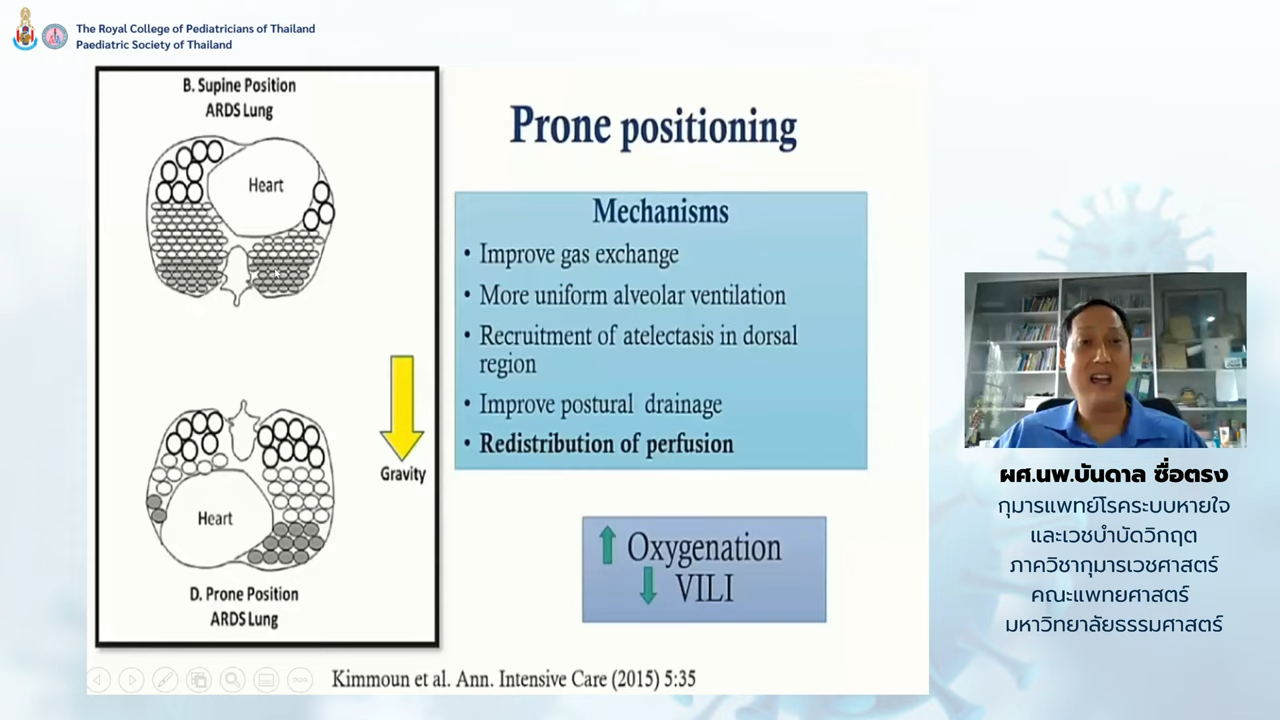 The Royal College of Pediatricians of Thailand
Paediatric Society of Thailand
B. Supine Position
ARDS Lung
Heart
Gravity
Heart
D. Prone Position
ARDS Lung
Prone positioning
Mechanisms
• Improve gas exchange
• More uniform alveolar ventilation
• Recruitment of atelectasis in dorsal
region
• Improve postural drainage
• Redistribution of perfusion
Oxygenation
VILI
Kimmoun et al. Ann. Intensive Care (2015) 5:35
ผศ.นพ.บันดาล ซื่อตรง
กุมารแพทย์โรคระบบหายใจ
และเวชบำบัดวิกฤต
ภาควิชากุมารเวชศาสตร์
คณะแพทยศาสตร์
มหาวิทยาลัยธรรมศาสตร์